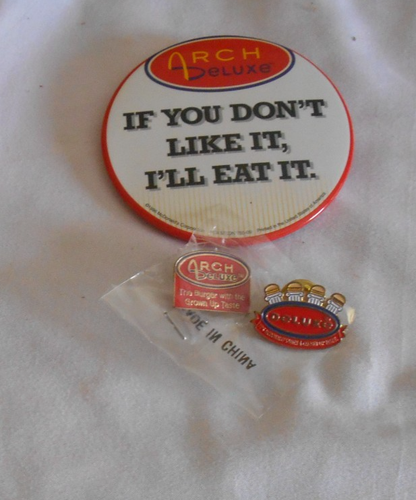 ARCH
DELUXE
IF YOU DON'T
LIKE IT,
I'LL EAT IT.
ARCH
DELUXE
The Burger with the
Grown Up Taste
MADE IN CHINA
DELUXE